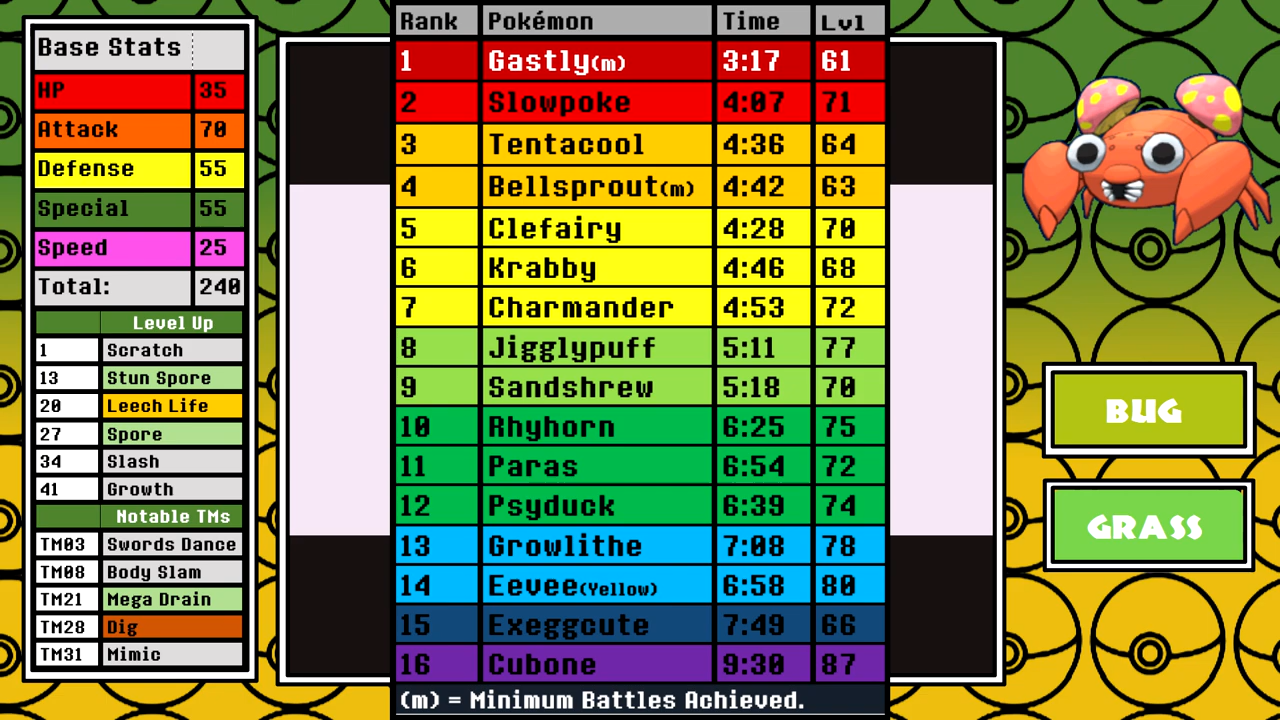 Base Stats
HP 35
Attack 70
Defense 55
Special 55
Speed 25
Total: 240
Level Up
1 Scratch
13 Stun Spore
20 Leech Life
27 Spore
34 Slash
41 Growth
Notable TMs
TM03 Swords Dance
TM08 Body Slam
TM21 Mega Drain
TM28 Dig
TM31 Mimic
Rank Pokémon Time Lvl
1 Gastly(m) 3:17 61
2 Slowpoke 4:07 71
3 Tentacool 4:36 64
4 Bellsprout(m) 4:42 63
5 Clefairy 4:28 70
6 Krabby 4:46 68
7 Charmander 4:53 72
8 Jigglypuff 5:11 77
9 Sandshrew 5:18 70
10 Rhyhorn 6:25 75
11 Paras 6:54 72
12 Psyduck 6:39 74
13 Growlithe 7:08 78
14 Eevee(Yellow) 6:58 80
15 Exeggcute 7:49 66
16 Cubone 9:30 87
(m) = Minimum Battles Achieved.
BUG
GRASS